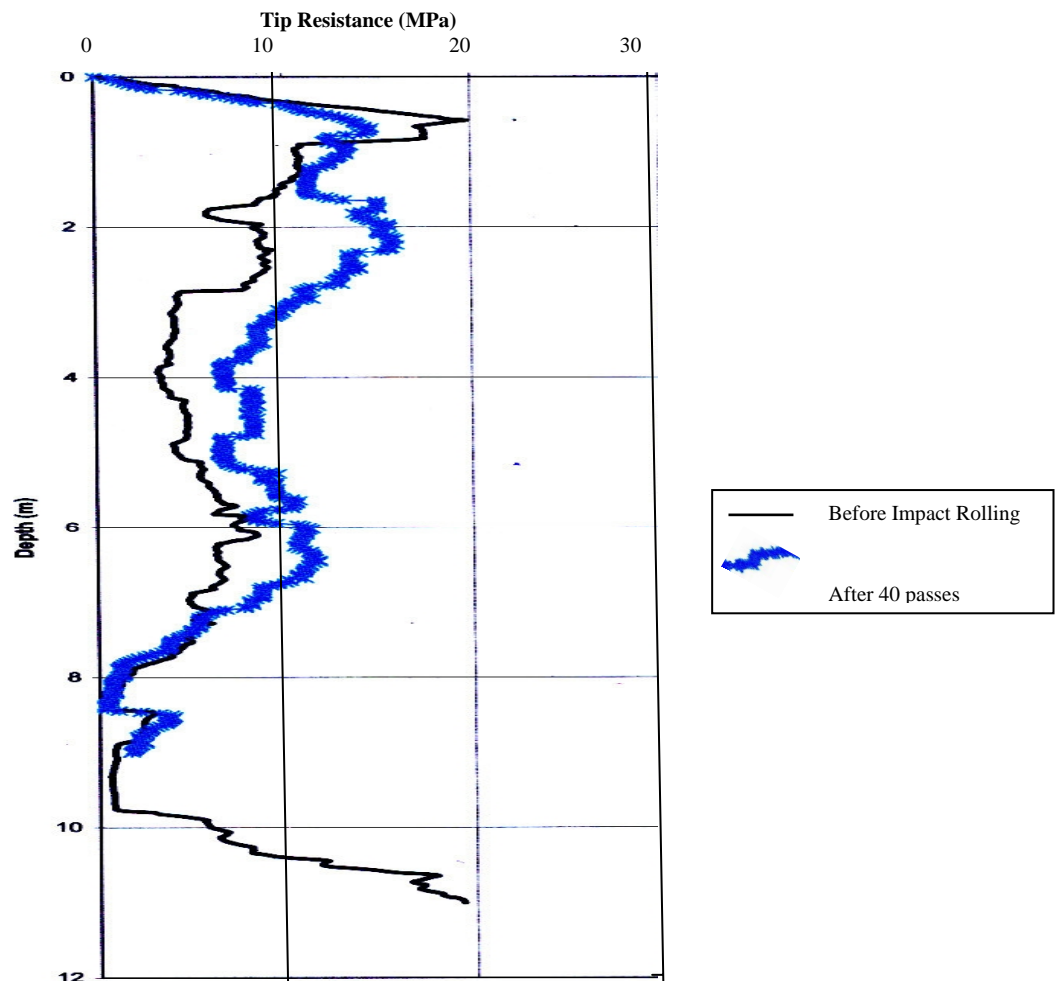 Tip Resistance (MPa)
0 10 20 30
0
2
4
Depth (m)
6
8
10
12
Before Impact Rolling
After 40 passes